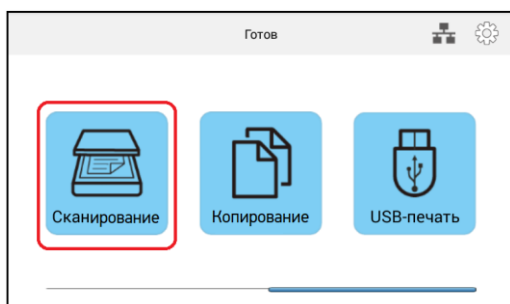 Готов
Сканирование
Копирование
USB-печать